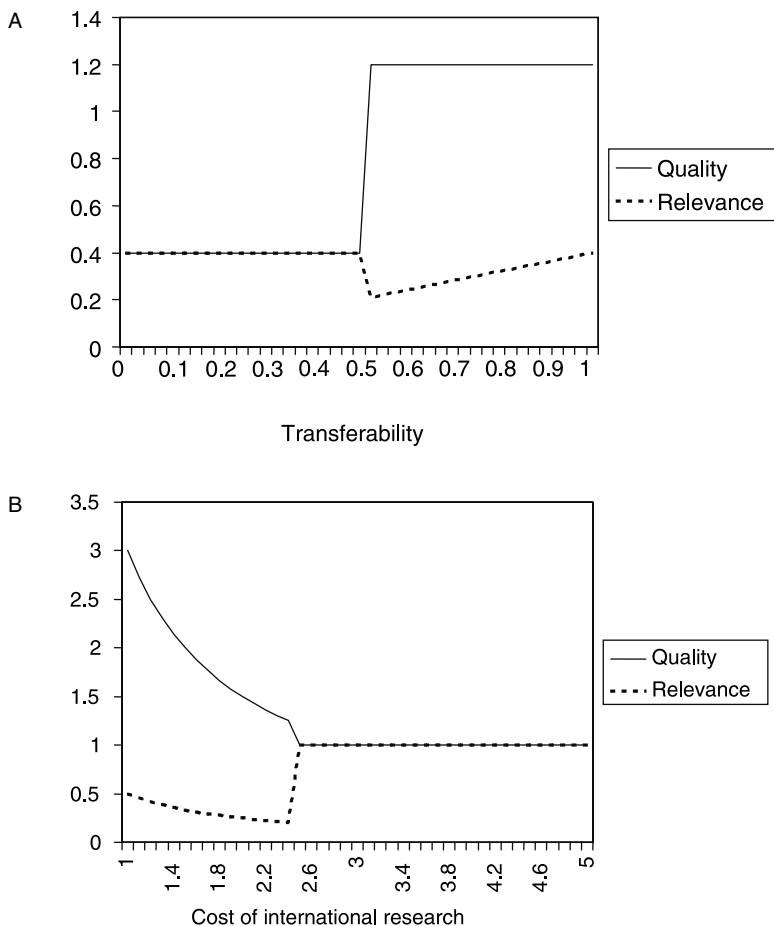 A
1.4
1.2
1
0.8
0.6
0.4
0.2
0
0 0.1 0.2 0.3 0.4 0.5 0.6 0.7 0.8 0.9 1
Transferability
Quality
Relevance
B
3.5
3
2.5
2
1.5
1
0.5
0
1 1.4 1.8 2.2 2.6 3 3.4 3.8 4.2 4.6 5
Cost of international research
Quality
Relevance